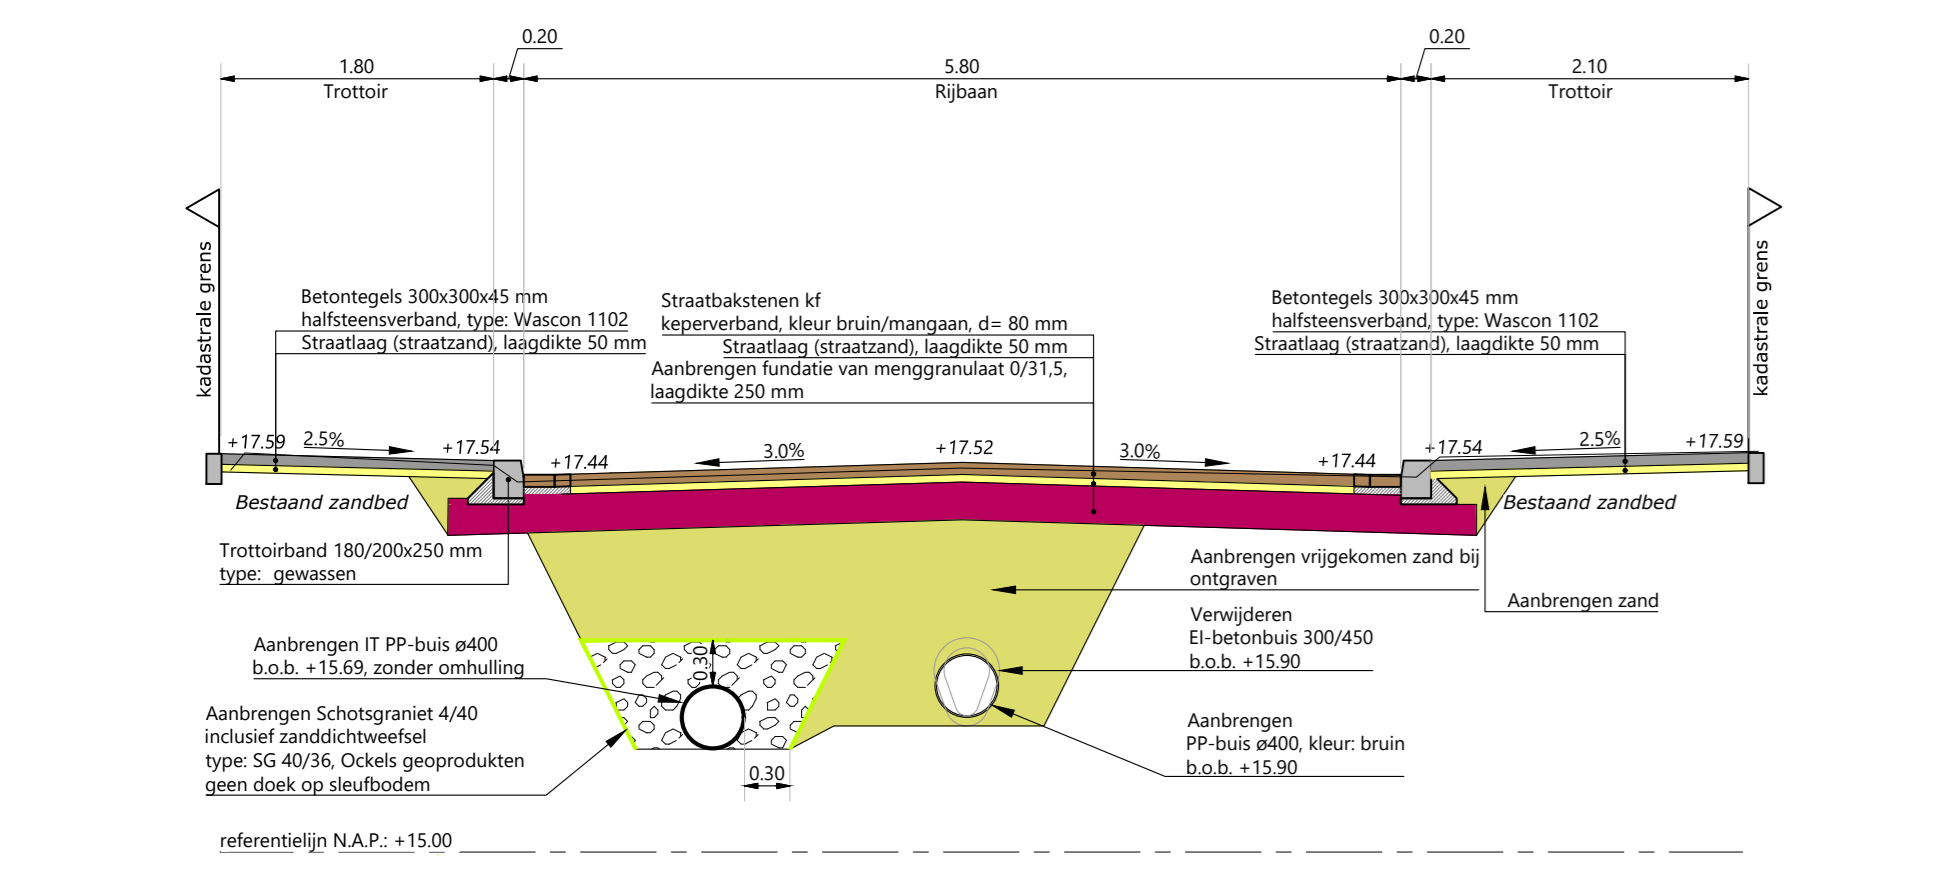 0.20
0.20
1.80
5.80
2.10
Trottoir
Rijbaan
Trottoir
kadastrale grens
kadastrale grens
Betontegels 300x300x45 mm
halfsteensverband, type: Wascon 1102
Straatlaag (straatzand), laagdikte 50 mm
Straatbakstenen kf
keperverband, kleur bruin/mangaan, d= 80 mm
Straatlaag (straatzand), laagdikte 50 mm
Aanbrengen fundatie van menggranulaat 0/31,5,
laagdikte 250 mm
Betontegels 300x300x45 mm
halfsteensverband, type: Wascon 1102
Straatlaag (straatzand), laagdikte 50 mm
+17.59
2.5%
+17.54
+17.44
3.0%
+17.52
3.0%
+17.44
+17.54
2.5%
+17.59
Bestaand zandbed
Bestaand zandbed
Trottoirband 180/200x250 mm
type: gewassen
Aanbrengen vrijgekomen zand bij
ontgraven
Aanbrengen zand
Verwijderen
EI-betonbuis 300/450
b.o.b. +15.90
Aanbrengen IT PP-buis ø400
b.o.b. +15.69, zonder omhulling
0.30
Aanbrengen Schotsgraniet 4/40
inclusief zanddichtweefsel
type: SG 40/36, Ockels geoprodukten
geen doek op sleufbodem
Aanbrengen
PP-buis ø400, kleur: bruin
b.o.b. +15.90
0.30
referentielijn N.A.P.: +15.00